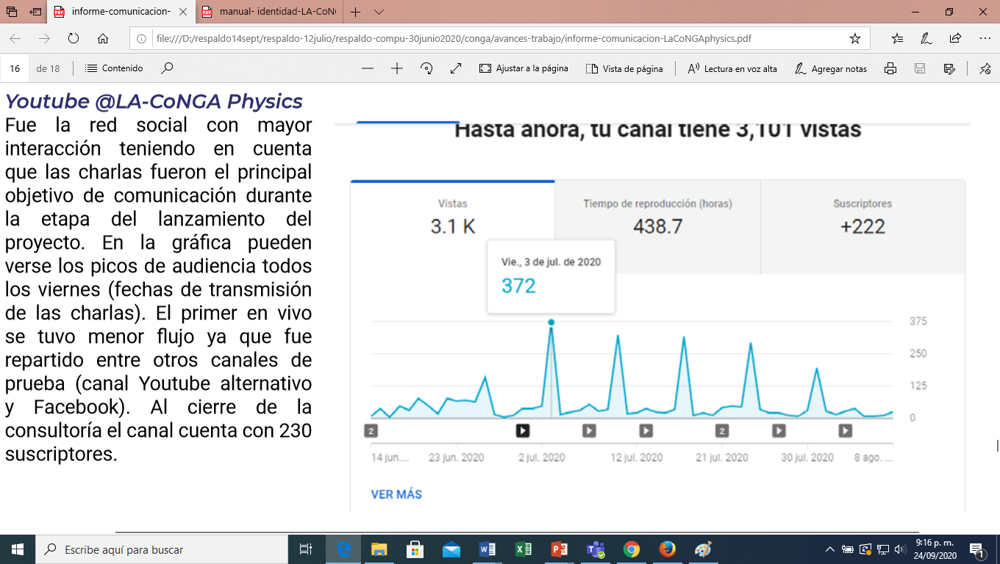 informe-comunicacion-
manual- identidad-LA-CoN
file:///D:/respaldo14sept/respaldo-12julio/respaldo-compu-30junio2020/conga/avances-trabajo/informe-comunicacion-LaCoNGAphysics.pdf
16 de 18 Contenido Ajustar a la página Vista de página Lectura en voz alta Agregar notas
Youtube @LA-CoNGA Physics
Fue la red social con mayor
interacción teniendo en cuenta
que las charlas fueron el principal
objetivo de comunicación durante
la etapa del lanzamiento del
proyecto. En la gráfica pueden
verse los picos de audiencia todos
los viernes (fechas de transmisión
de las charlas). El primer en vivo
se tuvo menor flujo ya que fue
repartido entre otros canales de
prueba (canal Youtube alternativo
y Facebook). Al cierre de la
consultoría el canal cuenta con 230
suscriptores.
Hasta ahora, tu canal tiene 3,101 vistas
Vistas
3.1 K
Tiempo de reproducción (horas)
438.7
Suscriptores
+222
Vie., 3 de jul. de 2020
372
375
250
125
0
2
2
14 jun.... 23 jun. 2020 2 jul. 2020 12 jul. 2020 21 jul. 2020 30 jul. 2020 8 ago. ...
VER MÁS
Escribe aquí para buscar
9:16 p. m.
24/09/2020
1